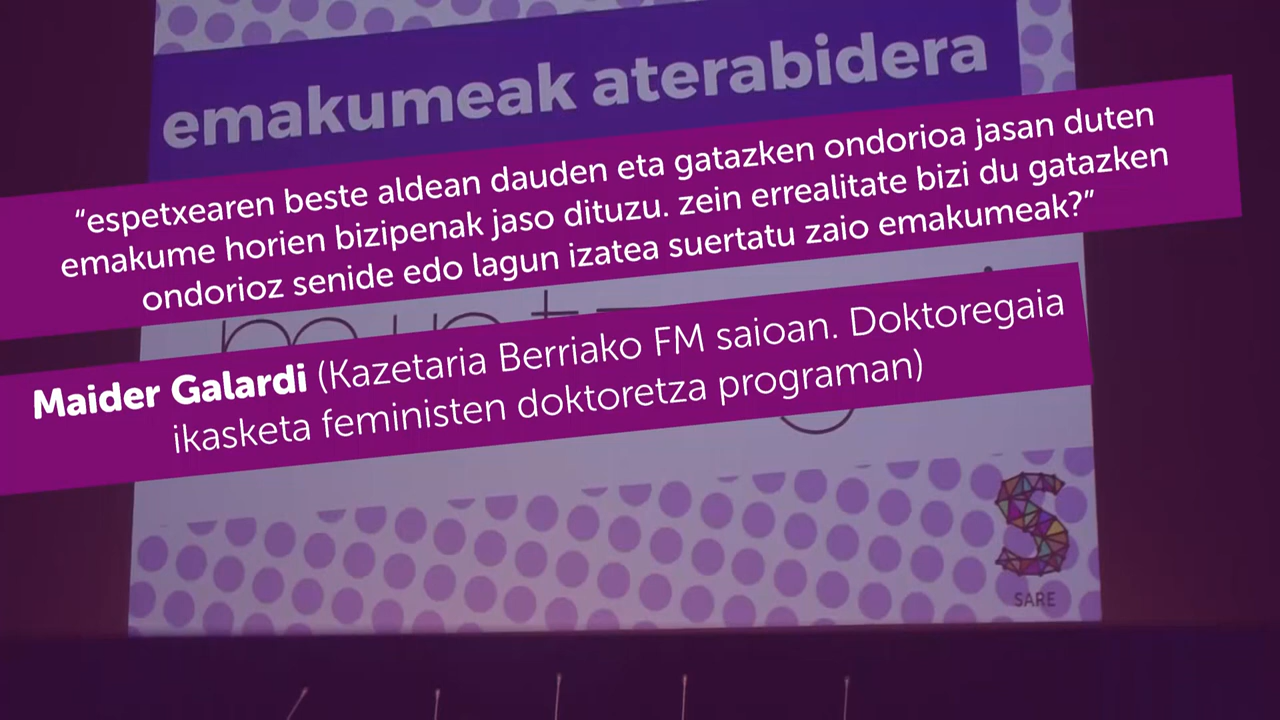 emakumeak aterabidera
“espetxearen beste aldean dauden eta gatazken ondorioa jasan duten
emakume horien bizipenak jaso dituzu. zein errealitate bizi du gatazken
ondorioz senide edo lagun izatea suertatu zaio emakumeak?”
Maider Galardi (Kazetaria Berriako FM saioan. Doktoregaia
ikasketa feministen doktoretza programan)
SARE